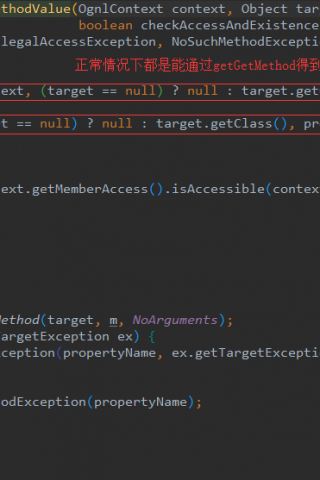 thodValue(OgnlContext context, Object tar
boolean checkAccessAndExistence
llegalAccessException, NoSuchMethodExcepti
正常情况下都是能通过getGetMethod得到
ext, (target == null) ? null : target.get
t == null) ? null : target.getClass(), pr
ext.getMemberAccess().isAccessible(contex
Method(target, m, NoArguments);
TargetException ex) {
ception(propertyName, ex.getTargetExcepti
odException(propertyName);